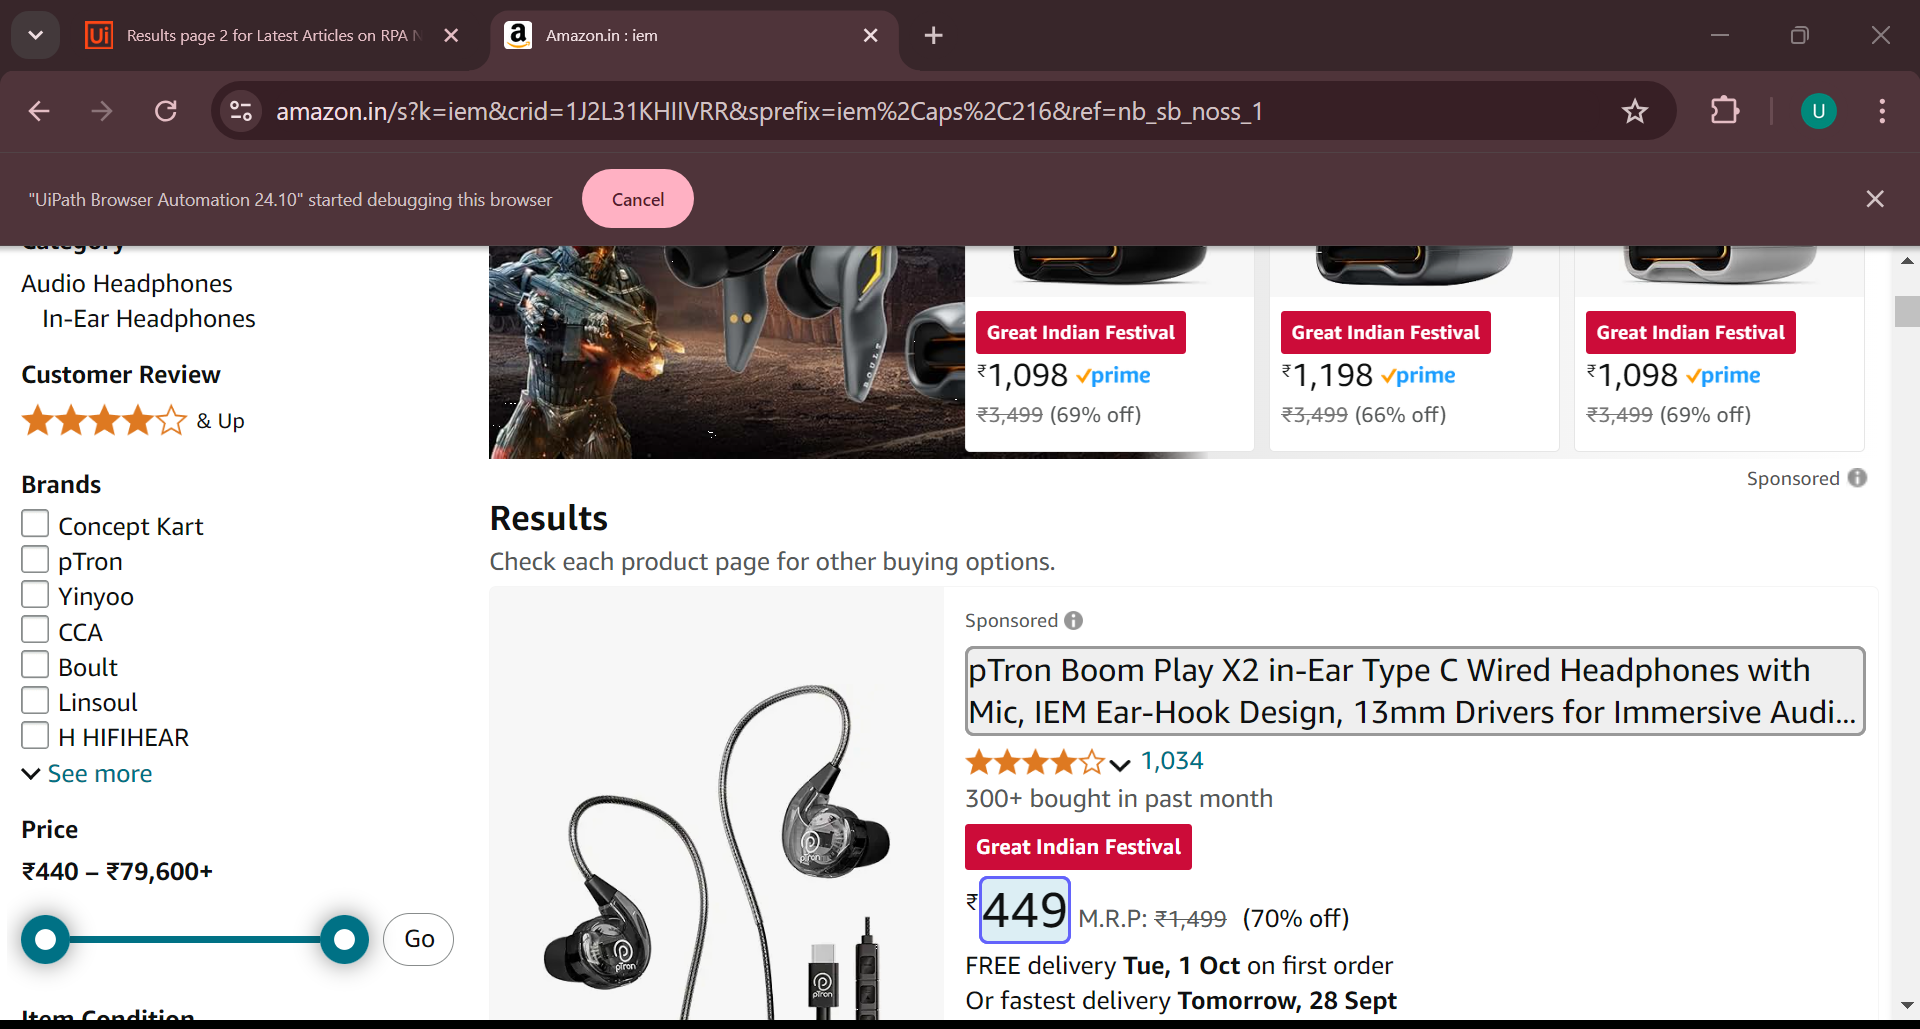 Results page 2 for Latest Articles on RPA
Amazon.in : iem
amazon.in/s?k=iem&crid=1J2L31KHIIVRR&sprefix=iem%2Caps%2C216&ref=nb_sb_noss_1
U
"UiPath Browser Automation 24.10" started debugging this browser
Cancel
Category
Audio Headphones
In-Ear Headphones
Customer Review
& Up
Brands
Concept Kart
pTron
Yinyoo
CCA
Boult
Linsoul
H HIFIHEAR
See more
Price
₹440 – ₹79,600+
Go
Item Condition
BOULT
Great Indian Festival
₹1,098 prime
₹3,499 (69% off)
Great Indian Festival
₹1,198 prime
₹3,499 (66% off)
Great Indian Festival
₹1,098 prime
₹3,499 (69% off)
Sponsored
Results
Check each product page for other buying options.
pTron
pTron
pTron
Sponsored
pTron Boom Play X2 in-Ear Type C Wired Headphones with
Mic, IEM Ear-Hook Design, 13mm Drivers for Immersive Audi...
1,034
300+ bought in past month
Great Indian Festival
₹449 M.R.P: ₹1,499 (70% off)
FREE delivery Tue, 1 Oct on first order
Or fastest delivery Tomorrow, 28 Sept